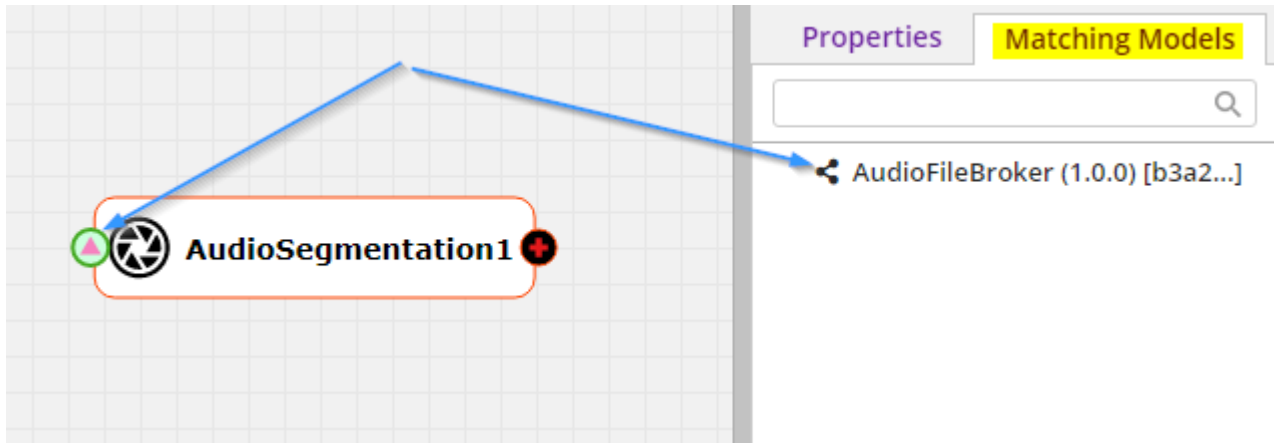 Properties
Matching Models
AudioFileBroker (1.0.0) [b3a2...]
AudioSegmentation1